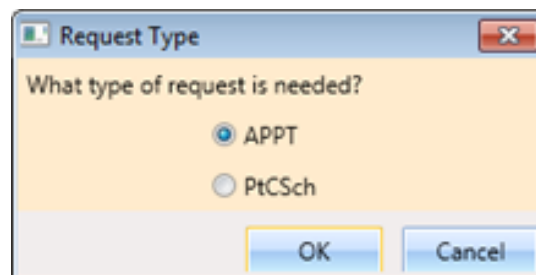 Request Type
What type of request is needed?
APPT
PtCSch
OK Cancel